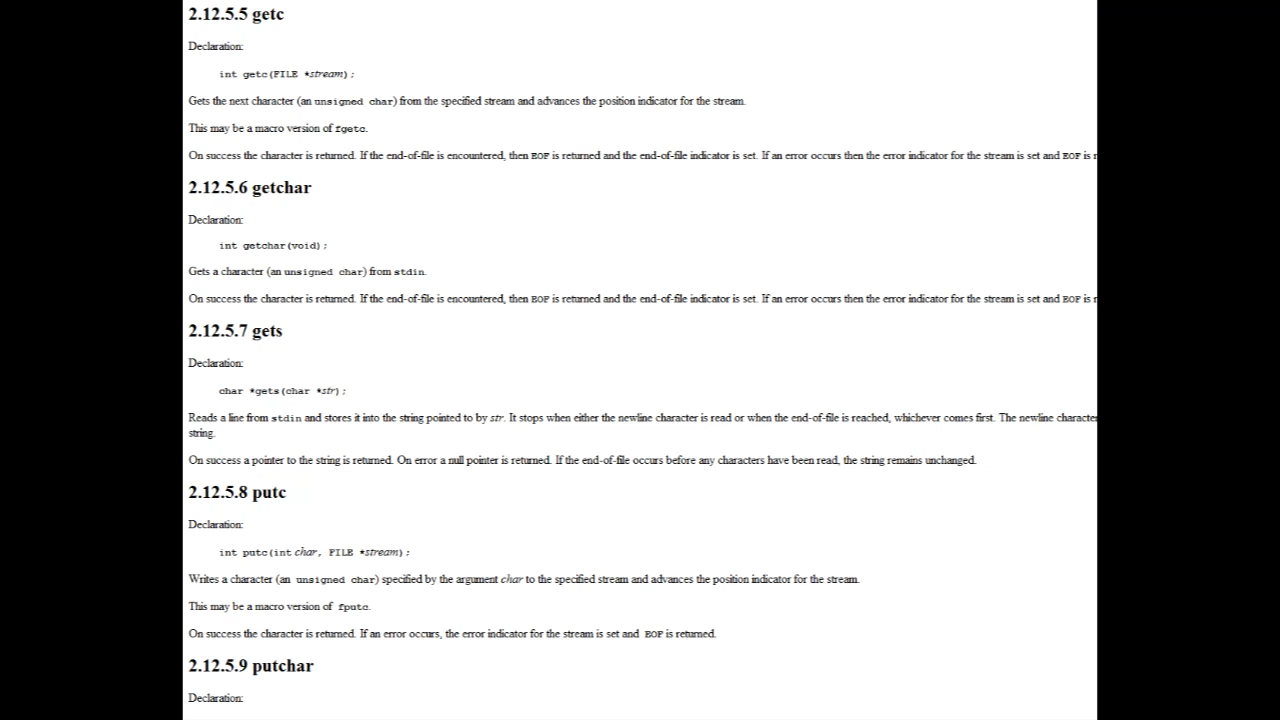 2.12.5.5 getc
Declaration:
int getc(FILE *stream);
Gets the next character (an unsigned char) from the specified stream and advances the position indicator for the stream.
This may be a macro version of fgetc.
On success the character is returned. If the end-of-file is encountered, then EOF is returned and the end-of-file indicator is set. If an error occurs then the error indicator for the stream is set and EOF is
2.12.5.6 getchar
Declaration:
int getchar(void);
Gets a character (an unsigned char) from stdin.
On success the character is returned. If the end-of-file is encountered, then EOF is returned and the end-of-file indicator is set. If an error occurs then the error indicator for the stream is set and EOF is
2.12.5.7 gets
Declaration:
char *gets(char *str);
Reads a line from stdin and stores it into the string pointed to by str. It stops when either the newline character is read or when the end-of-file is reached, whichever comes first. The newline character
string.
On success a pointer to the string is returned. On error a null pointer is returned. If the end-of-file occurs before any characters have been read, the string remains unchanged.
2.12.5.8 putc
Declaration:
int putc(int char, FILE *stream);
Writes a character (an unsigned char) specified by the argument char to the specified stream and advances the position indicator for the stream.
This may be a macro version of fputc.
On success the character is returned. If an error occurs, the error indicator for the stream is set and EOF is returned.
2.12.5.9 putchar
Declaration: